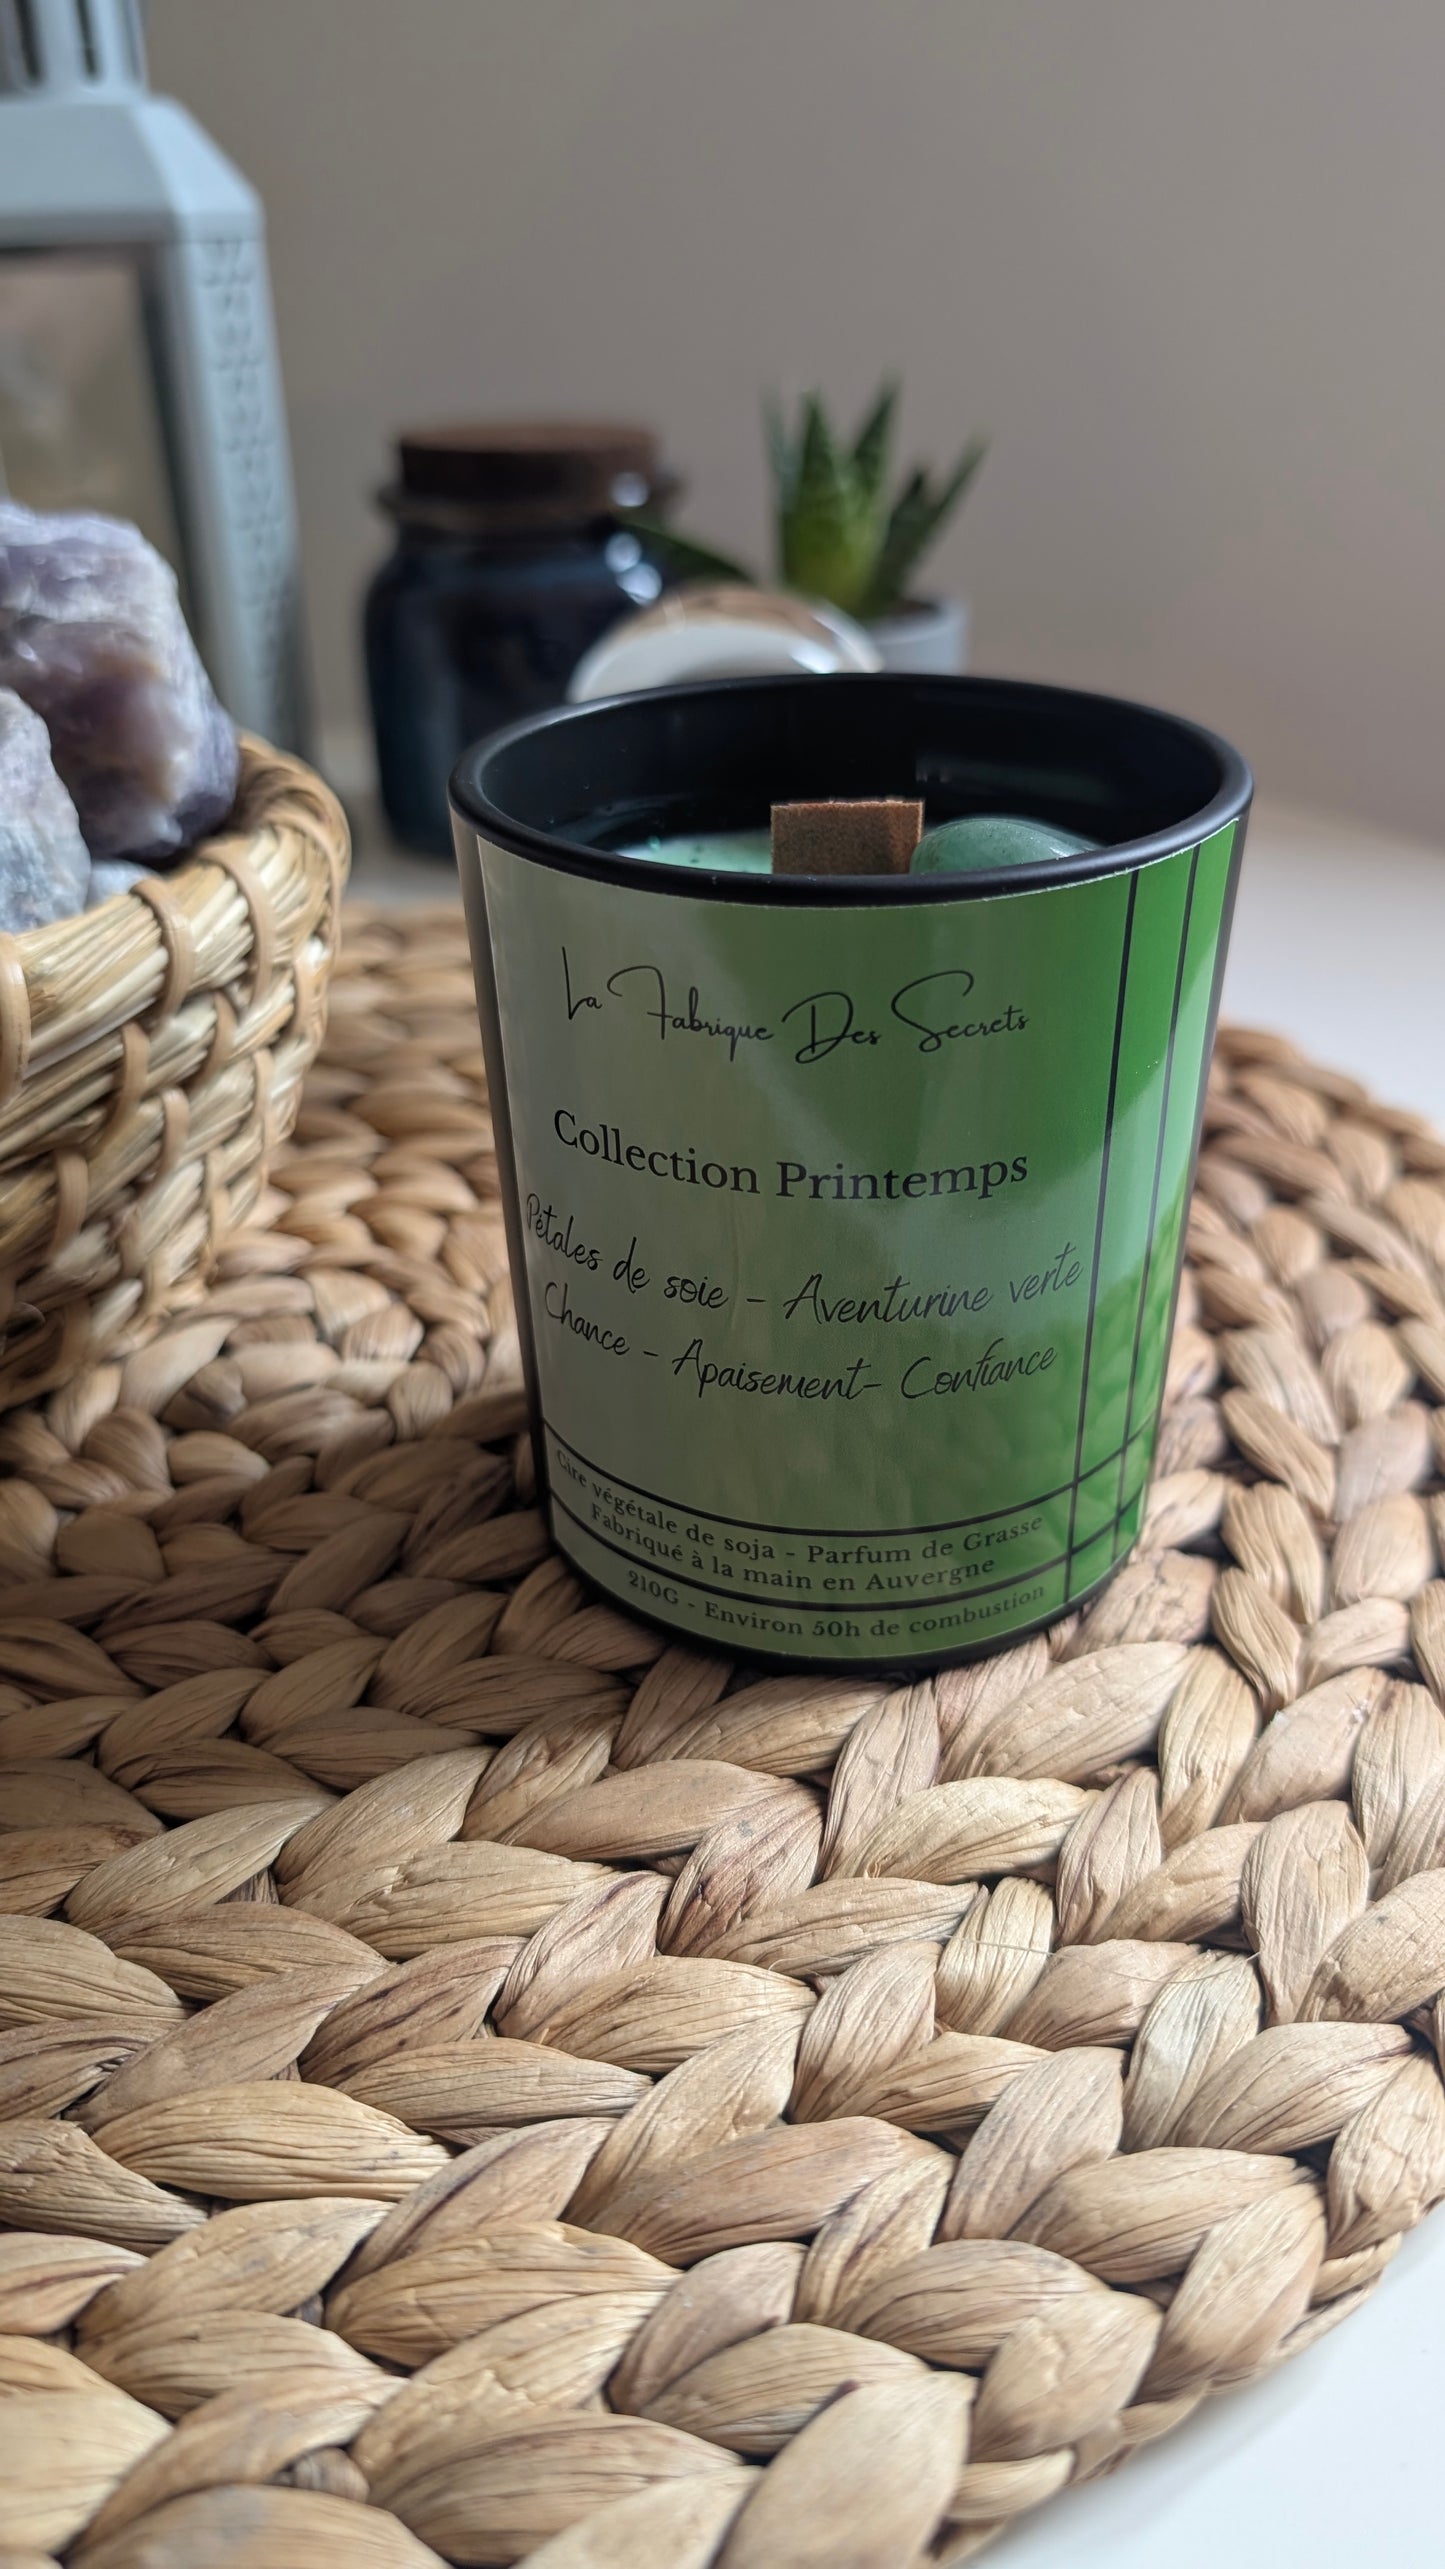 La Fabrique Des Secrets
Collection Printemps
Pétales de soie - Aventurine verte
Chance - Apaisement- Confiance
Cire végétale de soja - Parfum de Grasse
Fabriqué à la main en Auvergne
210G - Environ 50h de combustion